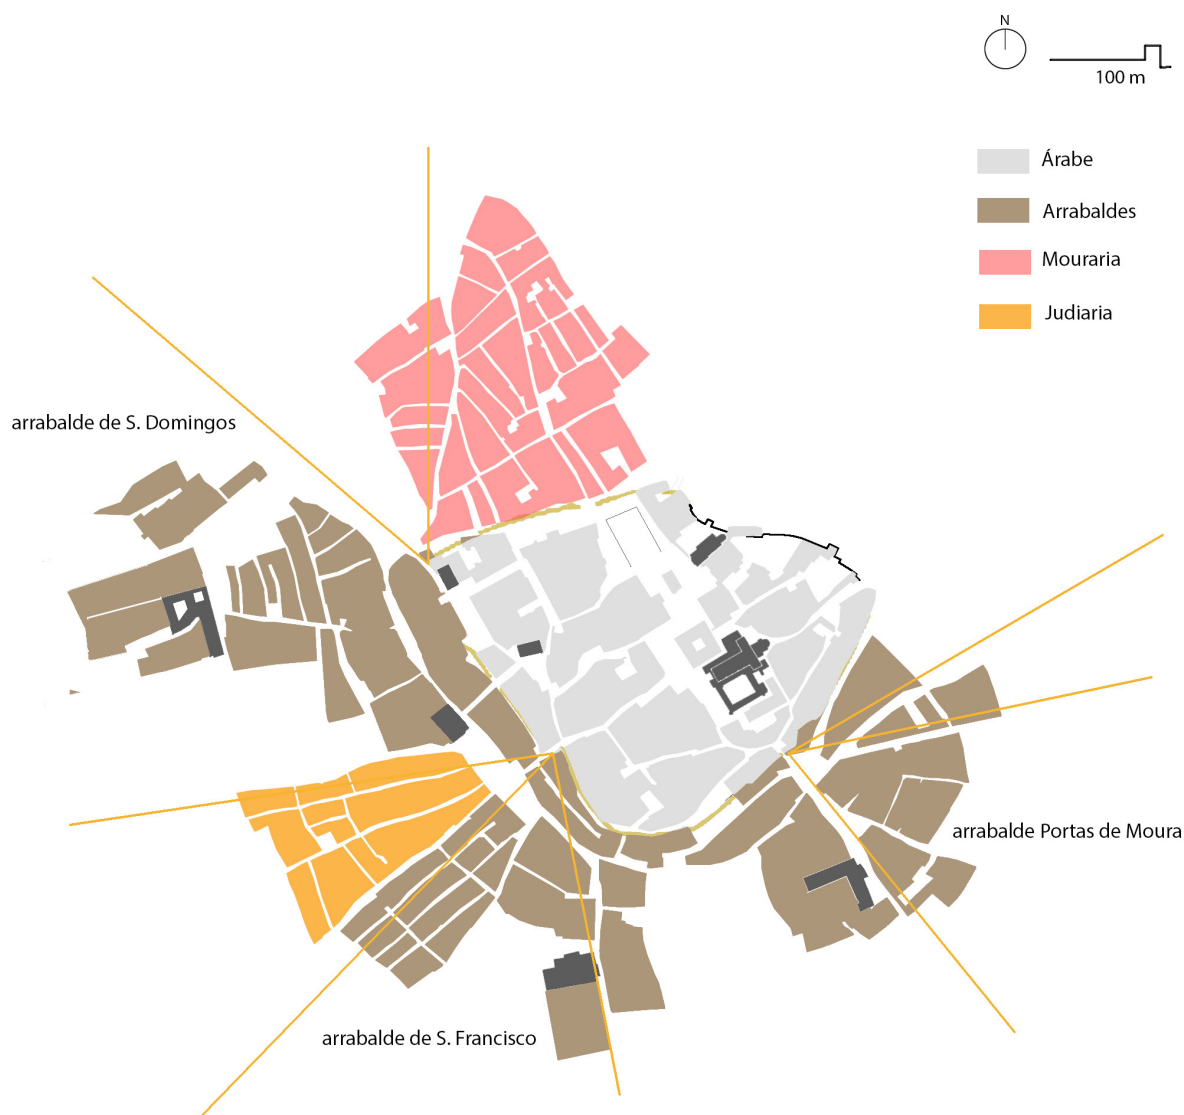 N
100 m
Árabe
Arrabaldes
Mouraria
Judiaria
arrabalde de S. Domingos
arrabalde Portas de Moura
arrabalde de S. Francisco